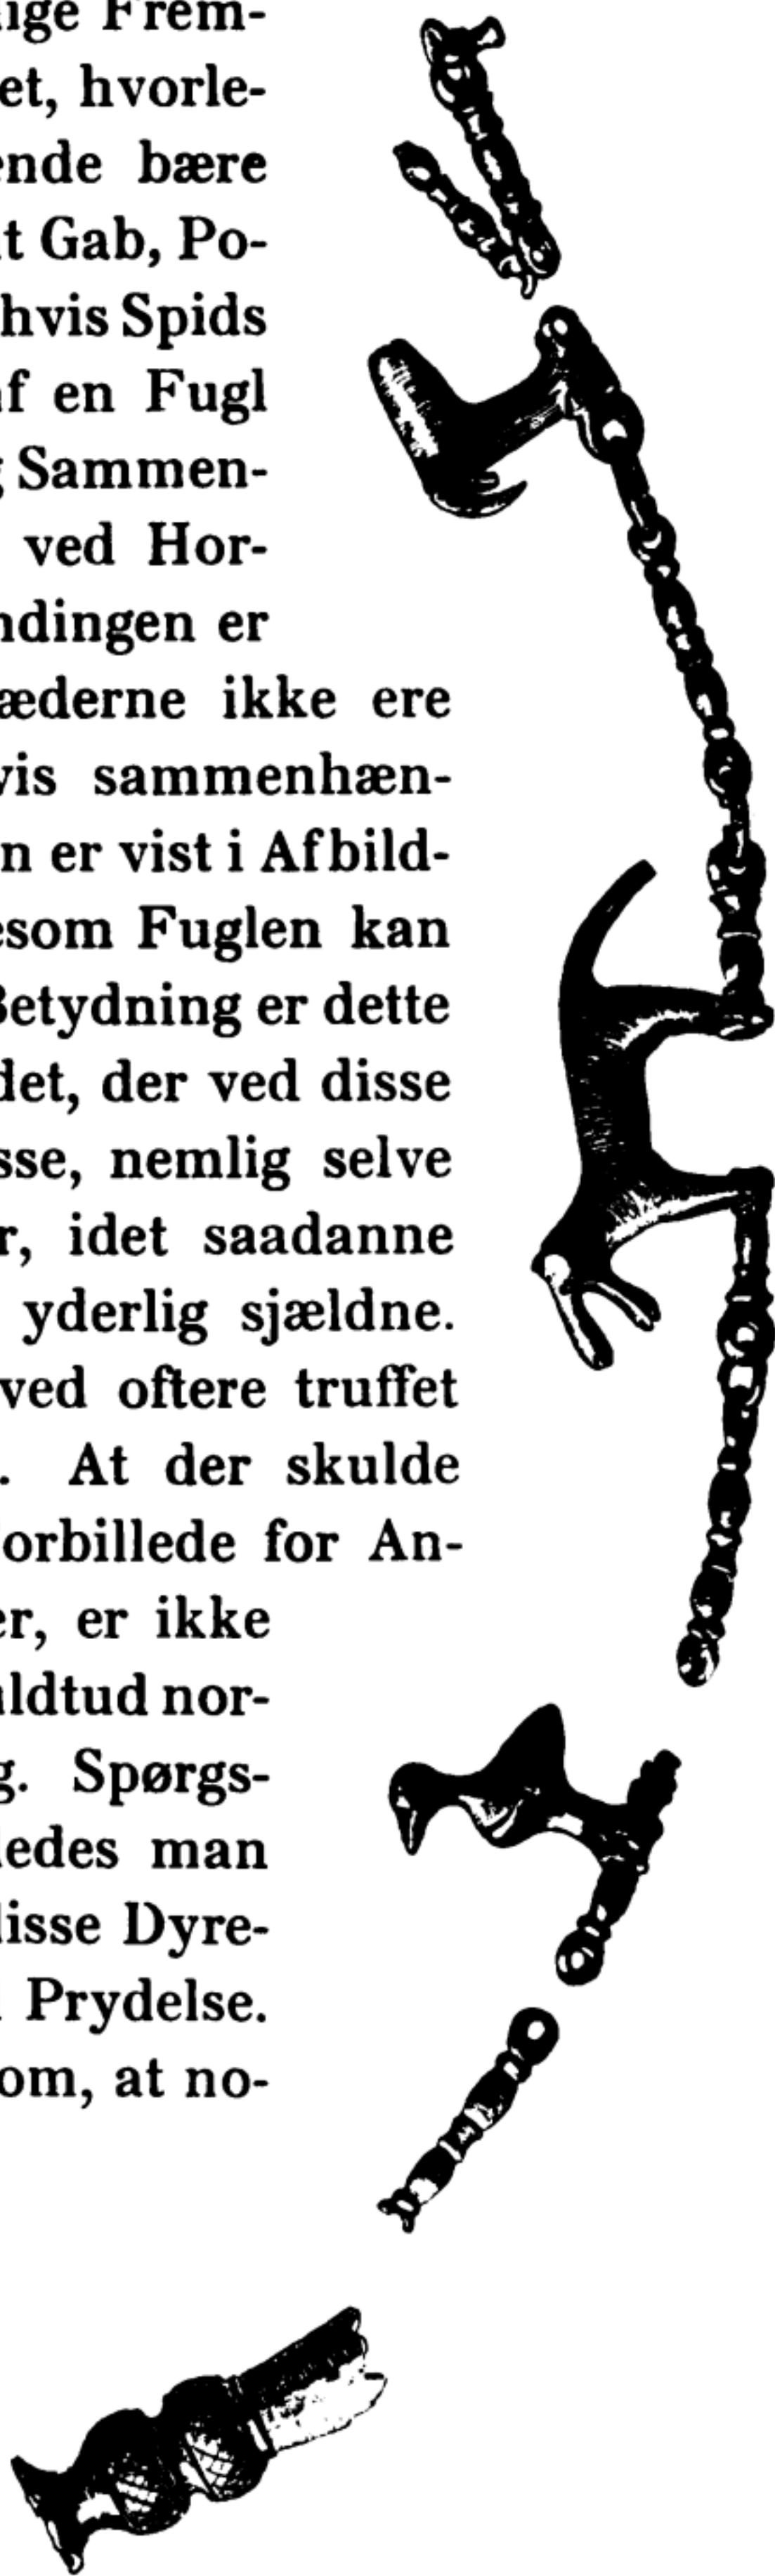 ige Frem-
et, hvorle-
ende bære
t Gab, Po-
hvis Spids
af en Fugl
g Sammen-
ved Hor-
ndingen er
æderne ikke ere
vis sammenhæn-
n er vist i Afbild-
esom Fuglen kan
Betydning er dette
det, der ved disse
sse, nemlig selve
r, idet saadanne
yderlig sjældne.
ved oftere truffet
. At der skulde
orbillede for An-
er, er ikke
aldtud nor-
g. Spørgs-
ledes man
disse Dyre-
Prydelse.
om, at no-